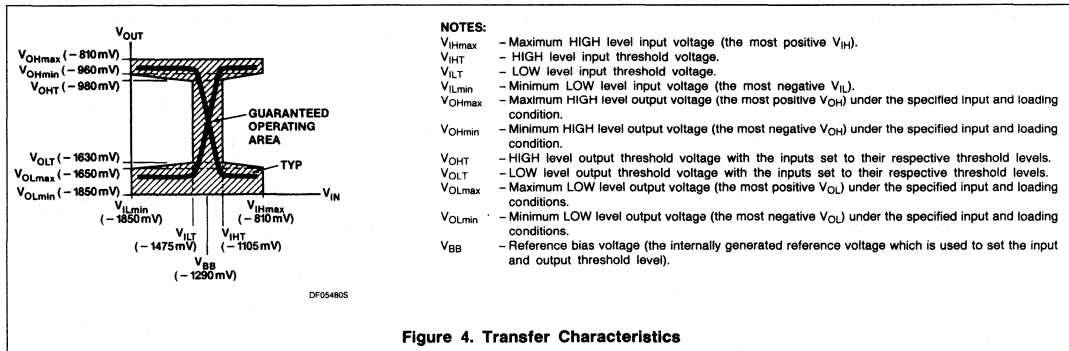 VOUT
VOHmax (−810mV)
VOHmin (−960mV)
VOHT (−980mV)
GUARANTEED
OPERATING
AREA
VOLT (−1630mV)
TYP
VOLmax (−1650mV)
VOLmin (−1850mV)
VIN
VILmin
(−1850mV)
VIHmax
(−810mV)
VILT
(−1475mV)
VIHT
(−1105mV)
VBB
(−1290mV)
DF05480S
NOTES:
VIHmax – Maximum HIGH level input voltage (the most positive VIH).
VIHT – HIGH level input threshold voltage.
VILT – LOW level input threshold voltage.
VILmin – Minimum LOW level input voltage (the most negative VIL).
VOHmax – Maximum HIGH level output voltage (the most positive VOH) under the specified input and loading
condition.
VOHmin – Minimum HIGH level output voltage (the most negative VOH) under the specified input and loading
condition.
VOHT – HIGH level output threshold voltage with the inputs set to their respective threshold levels.
VOLT – LOW level output threshold voltage with the inputs set to their respective threshold levels.
VOLmax – Maximum LOW level output voltage (the most positive VOL) under the specified input and loading
conditions.
VOLmin – Minimum LOW level output voltage (the most negative VOL) under the specified input and loading
conditions.
VBB – Reference bias voltage (the internally generated reference voltage which is used to set the input
and output threshold level).
Figure 4. Transfer Characteristics